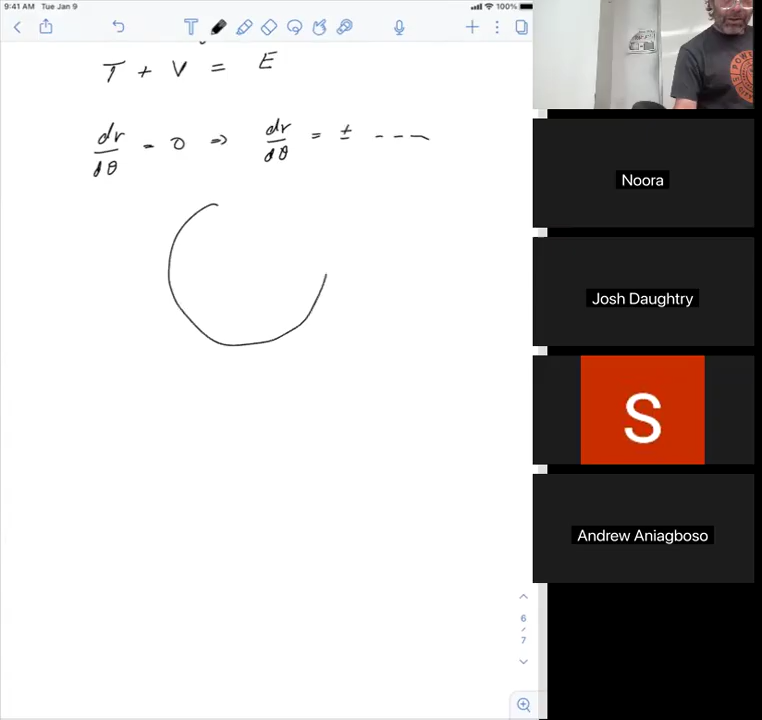 9:41 AM Tue Jan 9
100%
T + V = E
dr/dθ = 0 ⇒ dr/dθ = ± - - -
6
/
7
Noora
Josh Daughtry
S
Andrew Aniagboso